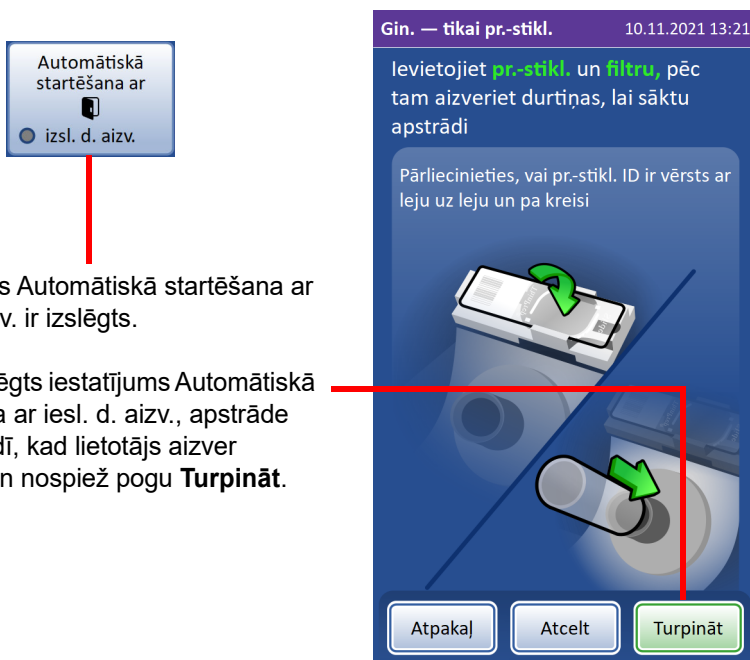 Automātiskā
startēšana ar
izsl. d. aizv.
s Automātiskā startēšana ar
v. ir izslēgts.
ēgts iestatījums Automātiskā
a ar iesl. d. aizv., apstrāde
dī, kad lietotājs aizver
n nospiež pogu Turpināt.
Gin. — tikai pr.-stikl. 10.11.2021 13:21
Ievietojiet pr.-stikl. un filtru, pēc
tam aizveriet durtiņas, lai sāktu
apstrādi
Pārliecinieties, vai pr.-stikl. ID ir vērsts ar
leju uz leju un pa kreisi
Atpakaļ
Atcelt
Turpināt